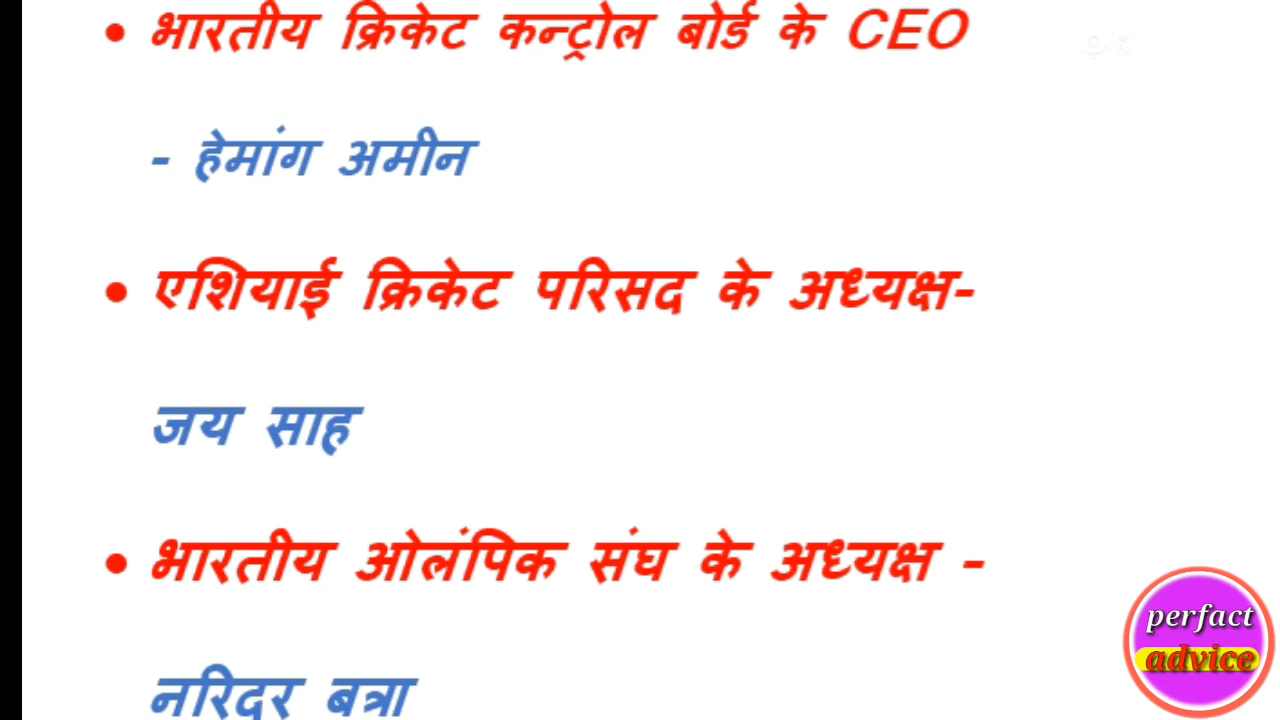 • भारतीय क्रिकेट कन्ट्रोल बोर्ड के CEO
- हेमांग अमीन
• एशियाई क्रिकेट परिसद के अध्यक्ष-
जय साह
• भारतीय ओलंपिक संघ के अध्यक्ष -
नरिदर बत्रा
perfact
advice